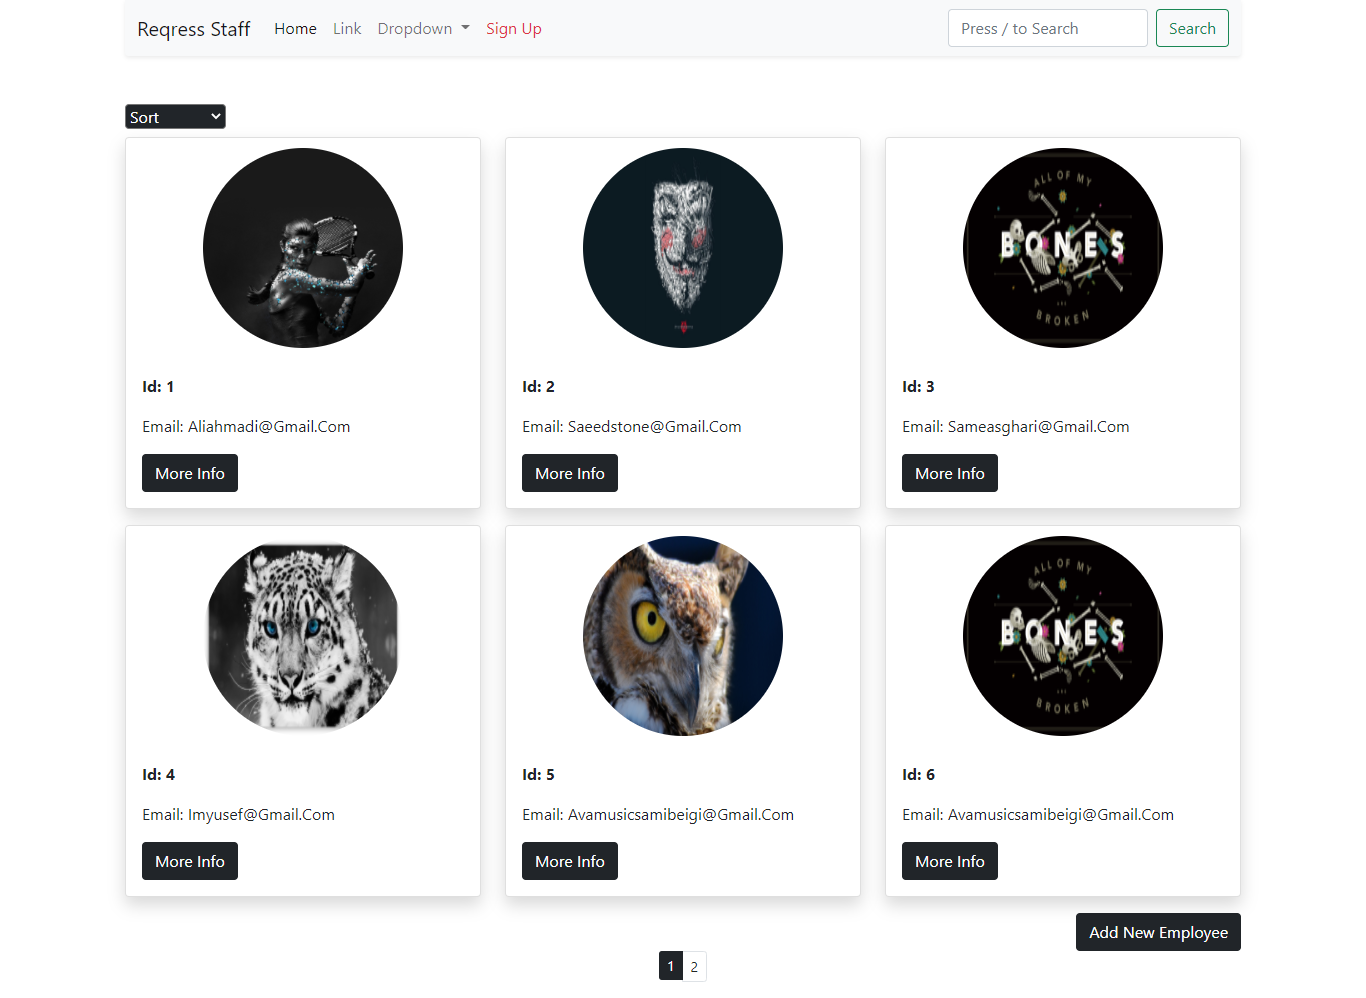 Reqress Staff Home Link Dropdown Sign Up Press / to Search Search
Sort
ALL OF MY
BONES
BROKEN
Id: 1
Email: Aliahmadi@Gmail.Com
More Info
Id: 2
Email: Saeedstone@Gmail.Com
More Info
Id: 3
Email: Sameasghari@Gmail.Com
More Info
ALL OF MY
BONES
BROKEN
Id: 4
Email: Imyusef@Gmail.Com
More Info
Id: 5
Email: Avamusicsamibeigi@Gmail.Com
More Info
Id: 6
Email: Avamusicsamibeigi@Gmail.Com
More Info
Add New Employee
1 2